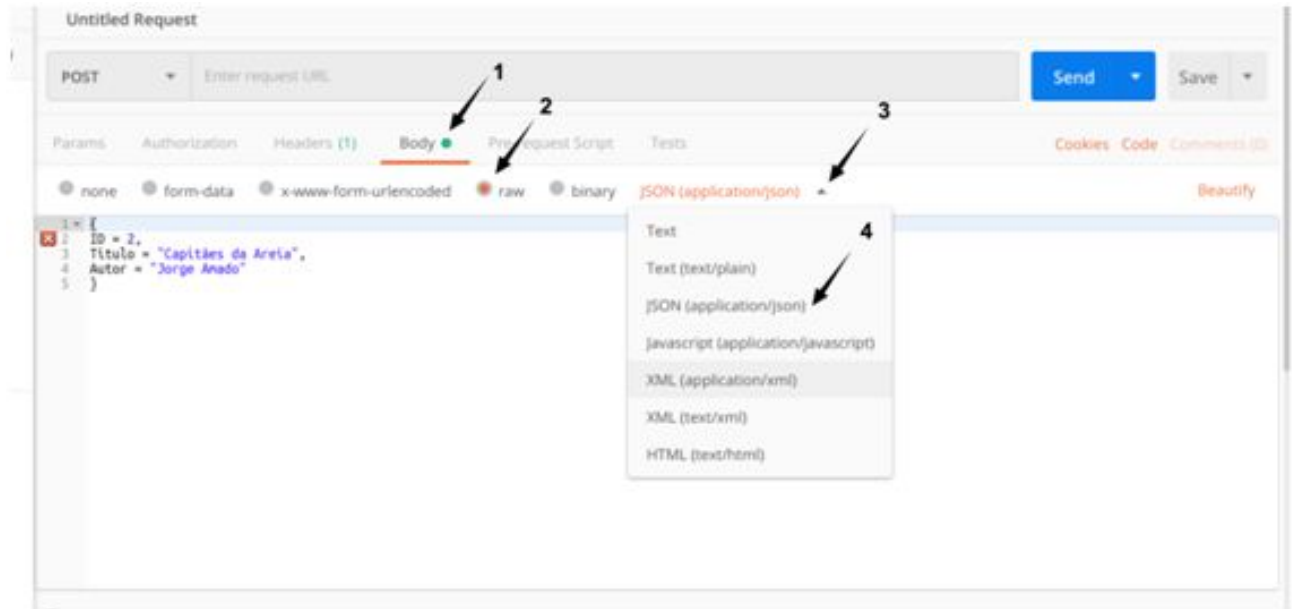 Untitled Request
POST Enter request URL Send Save
1
2
3
Params Authorization Headers (1) Body Pre-request Script Tests Cookies Code Comments (0)
none form-data x-www-form-urlencoded raw binary JSON (application/json) Beautify
1 {
2 ID = 2,
3 Titulo = "Capitães da Areia",
4 Autor = "Jorge Amado"
5 }
Text
4
Text (text/plain)
JSON (application/json)
Javascript (application/javascript)
XML (application/xml)
XML (text/xml)
HTML (text/html)